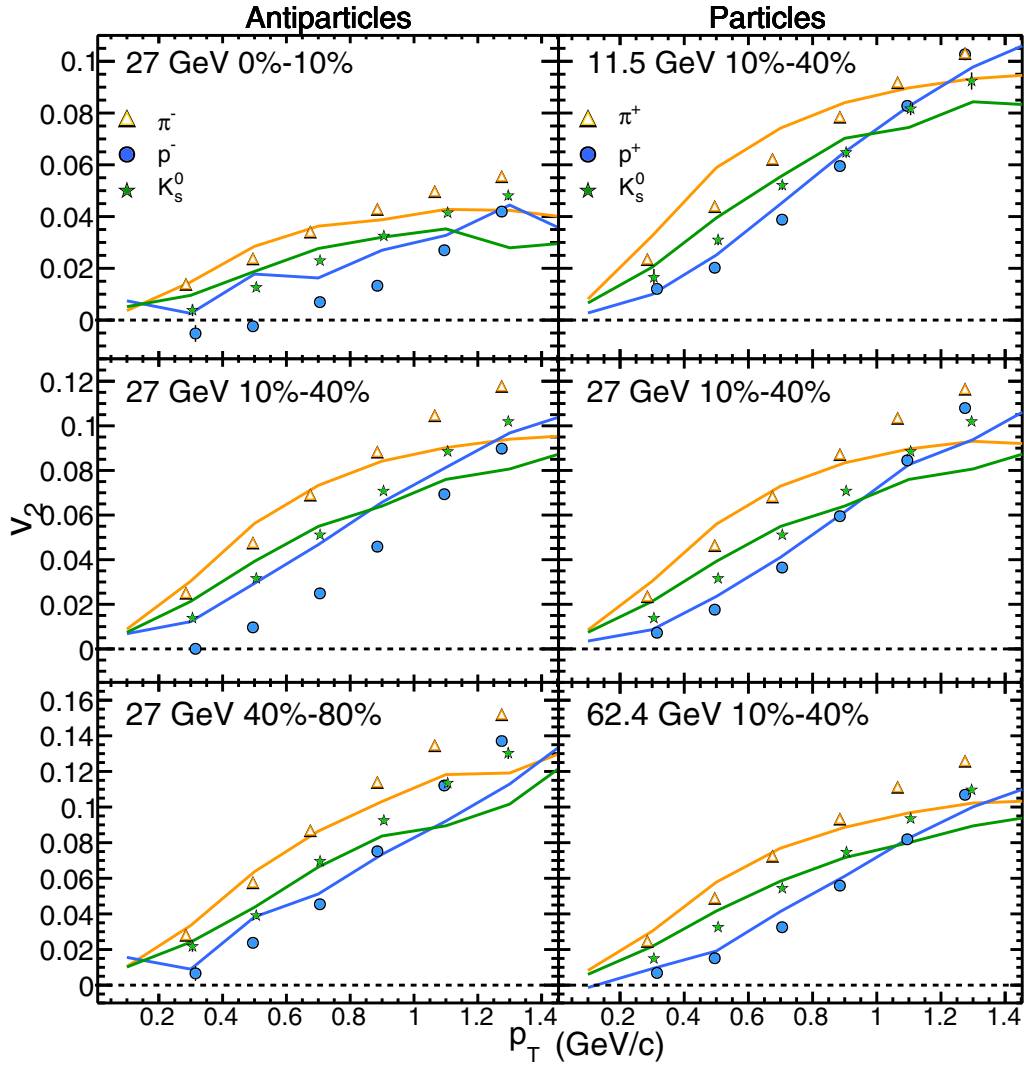 Antiparticles
Particles
27 GeV 0%-10%
π⁻
p⁻
K⁰ₛ
0.1
0.08
0.06
0.04
0.02
0
11.5 GeV 10%-40%
π⁺
p⁺
K⁰ₛ
27 GeV 10%-40%
0.12
0.1
0.08
0.06
0.04
0.02
0
v₂
27 GeV 10%-40%
27 GeV 40%-80%
0.16
0.14
0.12
0.1
0.08
0.06
0.04
0.02
0
62.4 GeV 10%-40%
0.2 0.4 0.6 0.8 1 1.2 1.4
0.2 0.4 0.6 0.8 1 1.2 1.4
p_T (GeV/c)